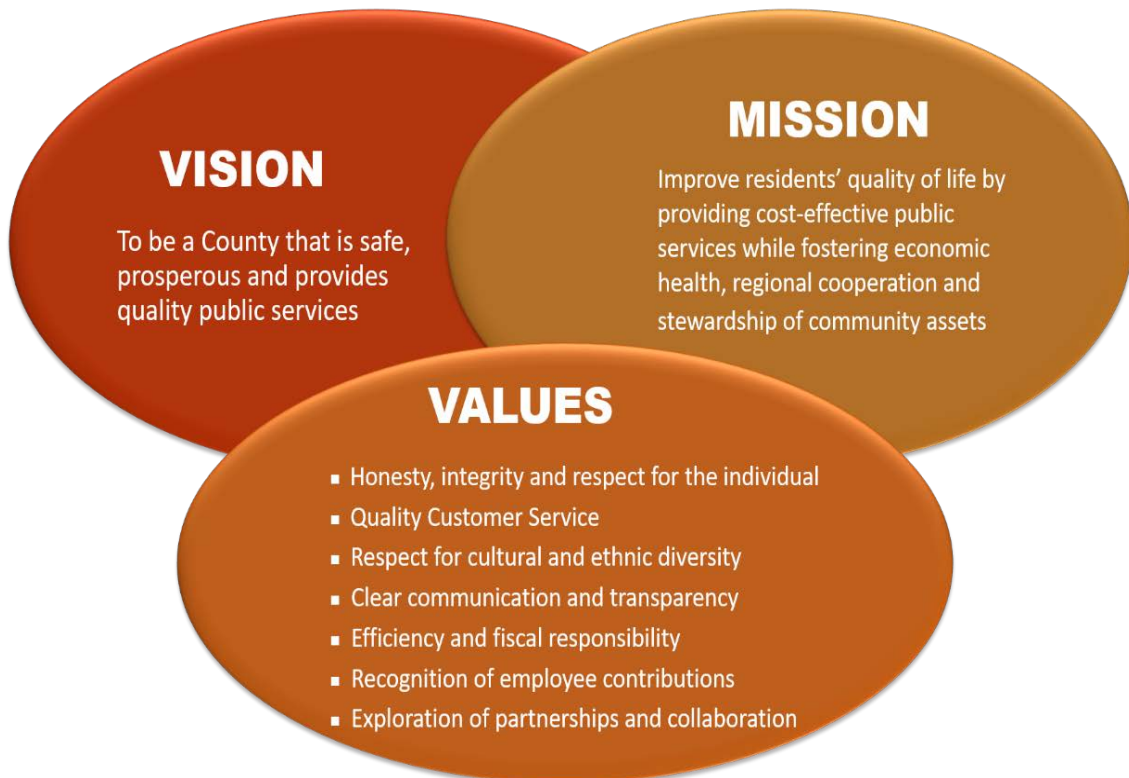 VISION
To be a County that is safe,
prosperous and provides
quality public services
MISSION
Improve residents’ quality of life by
providing cost-effective public
services while fostering economic
health, regional cooperation and
stewardship of community assets
VALUES
▪ Honesty, integrity and respect for the individual
▪ Quality Customer Service
▪ Respect for cultural and ethnic diversity
▪ Clear communication and transparency
▪ Efficiency and fiscal responsibility
▪ Recognition of employee contributions
▪ Exploration of partnerships and collaboration